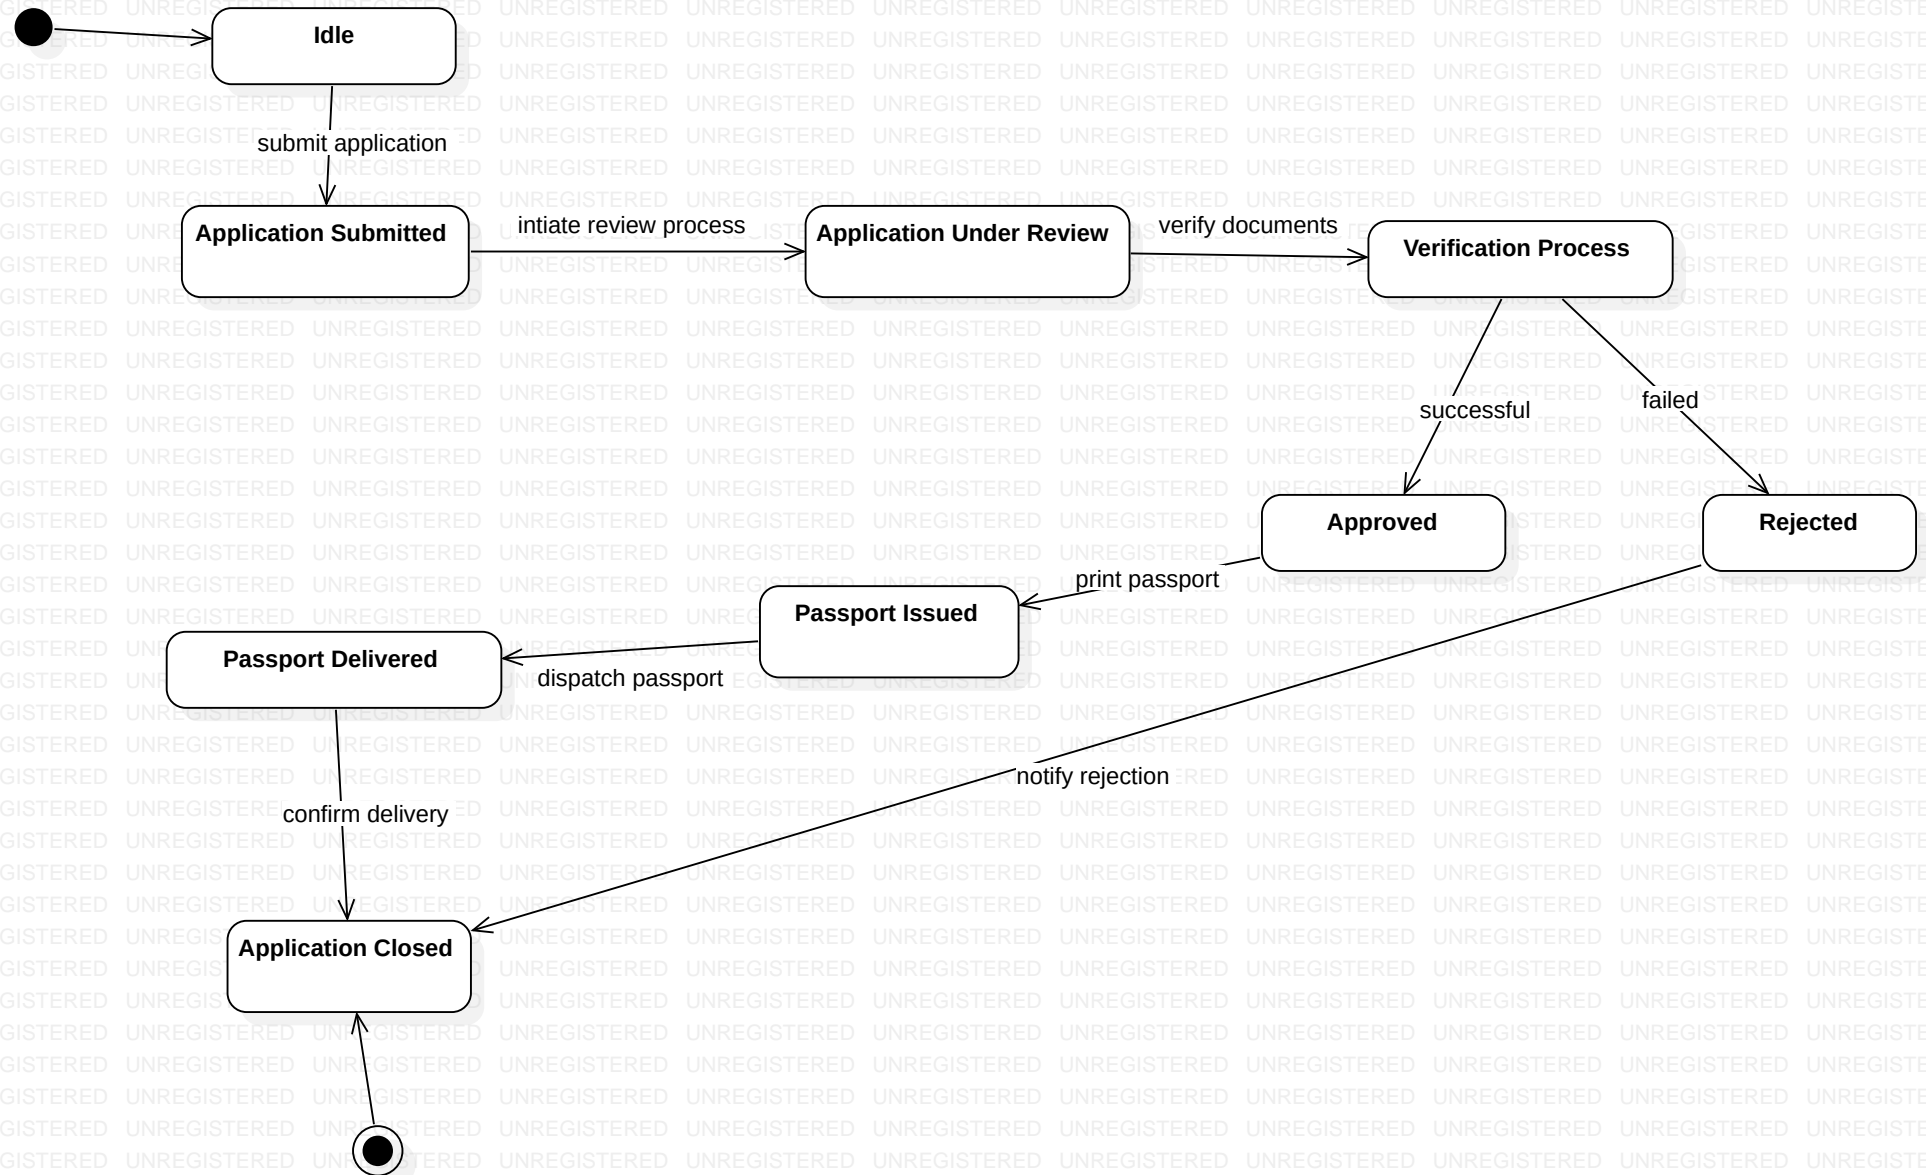 Idle
submit application
Application Submitted
intiate review process
Application Under Review
verify documents
Verification Process
successful
failed
Approved
Rejected
print passport
Passport Issued
dispatch passport
Passport Delivered
notify rejection
confirm delivery
Application Closed
UNREGISTERED